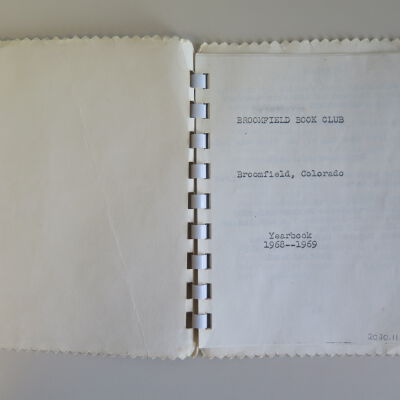 BROOMFIELD BOOK CLUB
Broomfield, Colorado
Yearbook
1968--1969